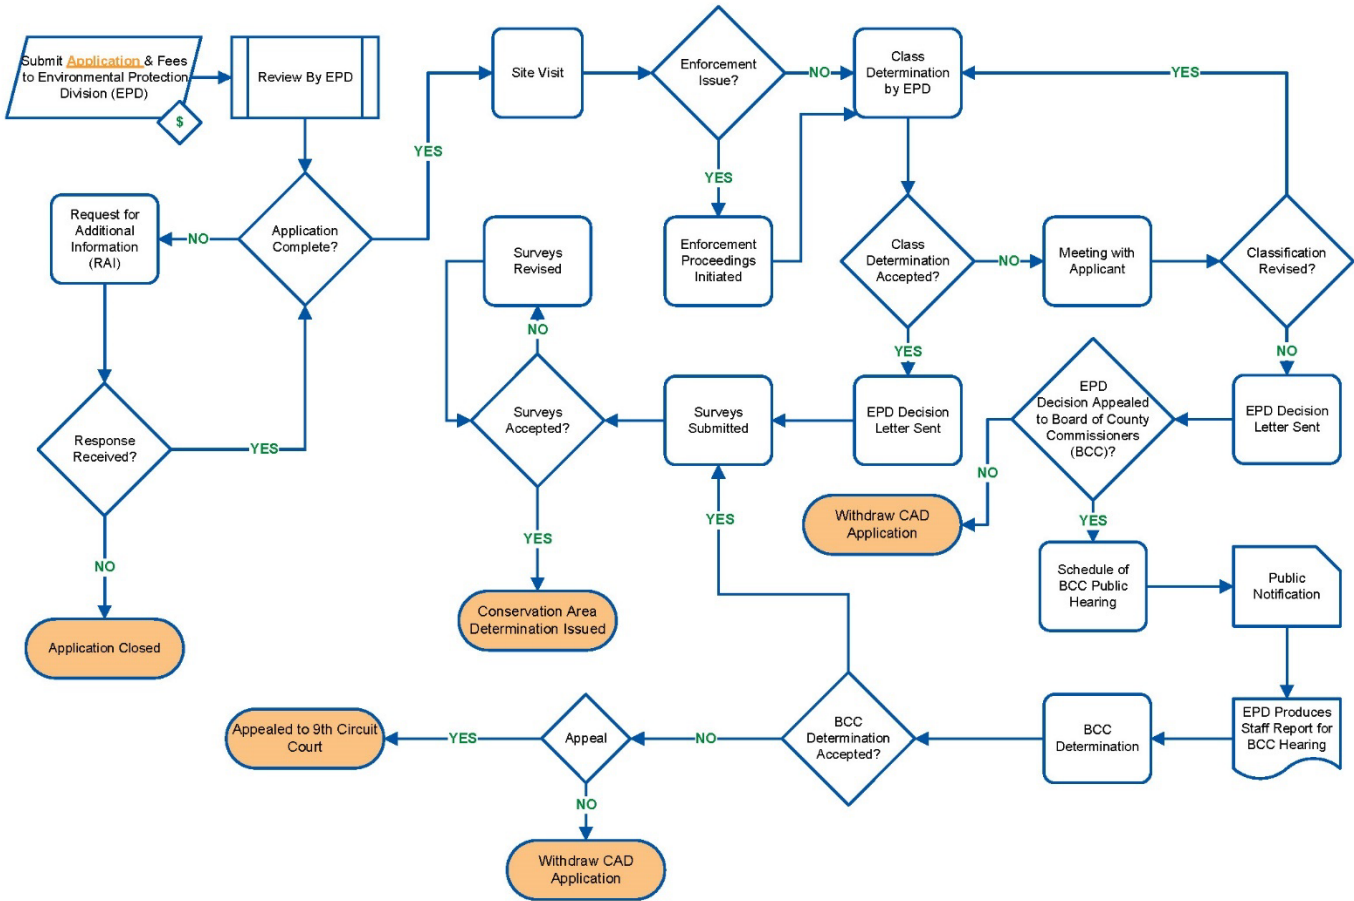 Submit Application & Fees
to Environmental Protection
Division (EPD)
$
Review By EPD
Application
Complete?
NO
YES
Request for
Additional
Information
(RAI)
Response
Received?
YES
NO
Application Closed
Site Visit
Enforcement
Issue?
NO
YES
Enforcement
Proceedings
Initiated
Class
Determination
by EPD
Class
Determination
Accepted?
NO
YES
Meeting with
Applicant
Classification
Revised?
YES
NO
EPD Decision
Letter Sent
Surveys
Submitted
Surveys
Accepted?
NO
Surveys
Revised
YES
Conservation Area
Determination Issued
EPD Decision
Letter Sent
EPD
Decision Appealed
to Board of County
Commissioners
(BCC)?
NO
Withdraw CAD
Application
YES
Schedule of
BCC Public
Hearing
Public
Notification
EPD Produces
Staff Report for
BCC Hearing
BCC
Determination
BCC
Determination
Accepted?
YES
NO
Appeal
YES
Appealed to 9th Circuit
Court
NO
Withdraw CAD
Application